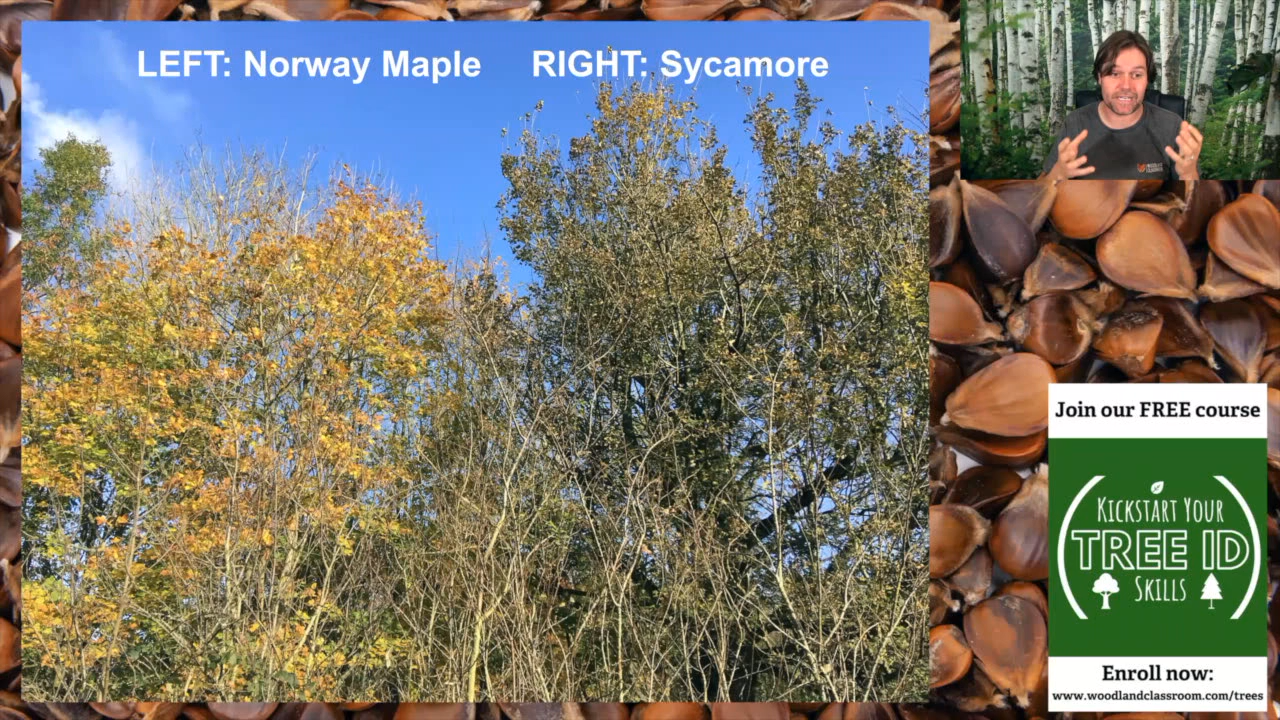 LEFT: Norway Maple RIGHT: Sycamore
Join our FREE course
KICKSTART YOUR
TREE ID
SKILLS
Enroll now:
www.woodlandclassroom.com/trees